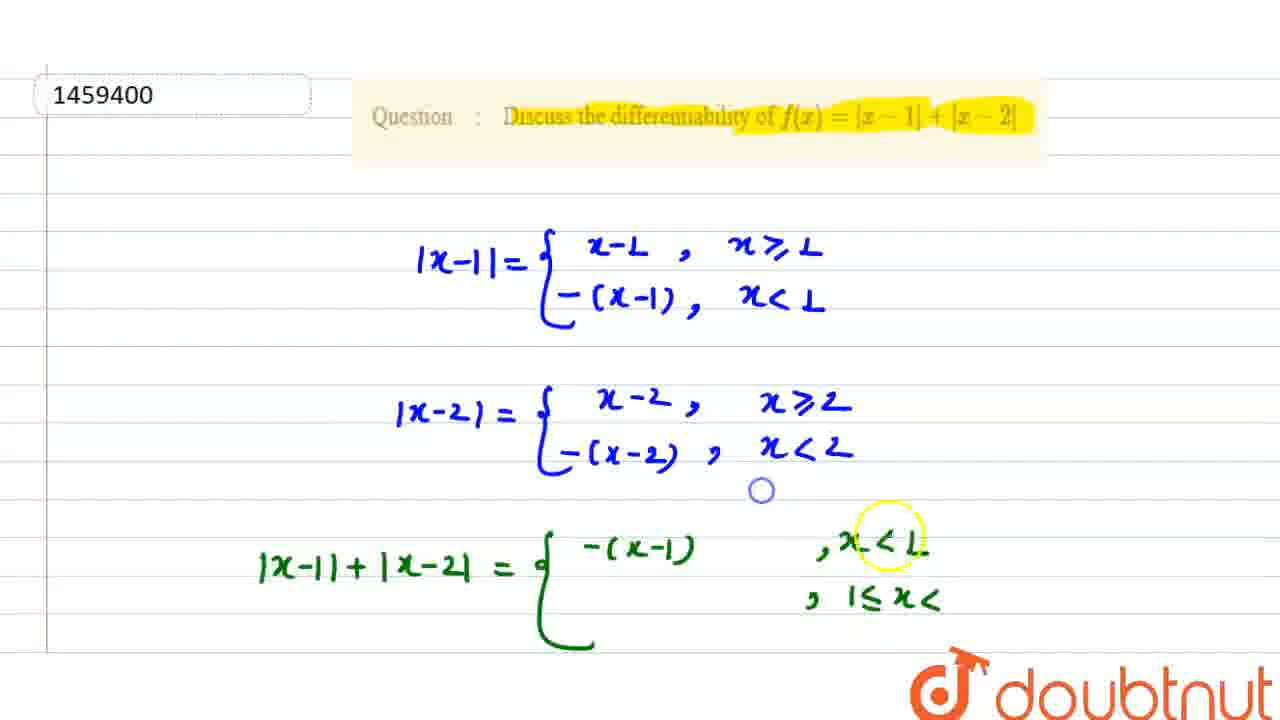 1459400
Question : Discuss the differentiability of f(x) = |x − 1| + |x − 2|
|x-1| = { x-1 , x ≥ 1
-(x-1) , x < 1
|x-2| = { x-2 , x ≥ 2
-(x-2) , x < 2
|x-1| + |x-2| = { -(x-1) , x < 1
, 1 ≤ x <
doubtnut